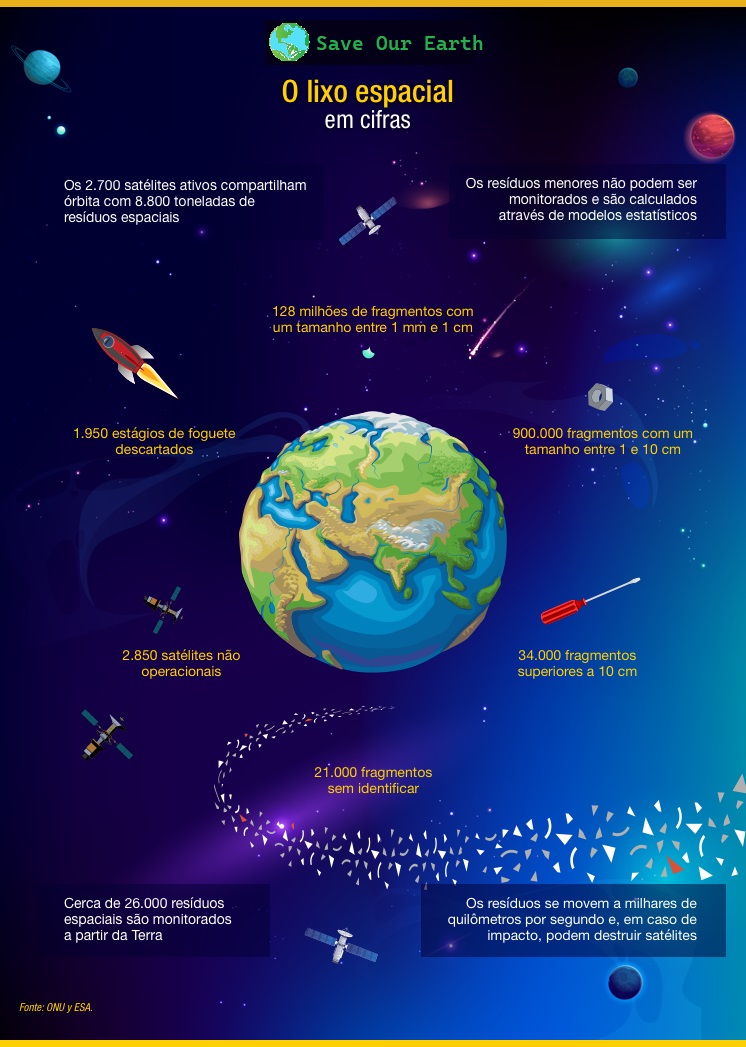 Save Our Earth
O lixo espacial
em cifras
Os 2.700 satélites ativos compartilham
órbita com 8.800 toneladas de
resíduos espaciais
Os resíduos menores não podem ser
monitorados e são calculados
através de modelos estatísticos
128 milhões de fragmentos com
um tamanho entre 1 mm e 1 cm
1.950 estágios de foguete
descartados
900.000 fragmentos com um
tamanho entre 1 e 10 cm
2.850 satélites não
operacionais
34.000 fragmentos
superiores a 10 cm
21.000 fragmentos
sem identificar
Cerca de 26.000 resíduos
espaciais são monitorados
a partir da Terra
Os resíduos se movem a milhares de
quilômetros por segundo e, em caso de
impacto, podem destruir satélites
Fonte: ONU y ESA.